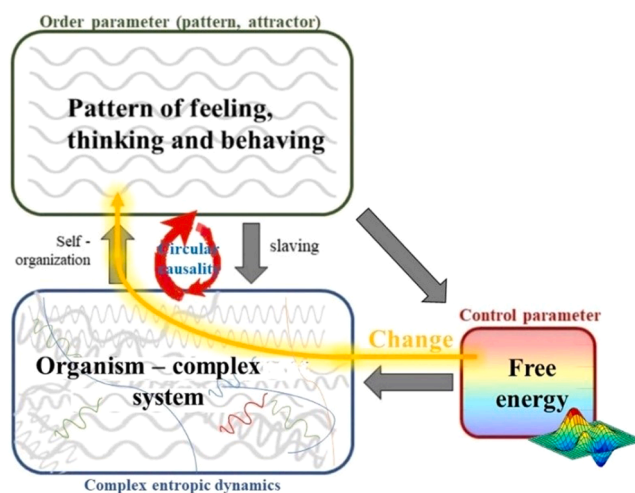 Order parameter (pattern, attractor)
Pattern of feeling,
thinking and behaving
Self -
organization
Circular
causality
slaving
Control parameter
Change
Free
energy
Organism – complex
system
Complex entropic dynamics